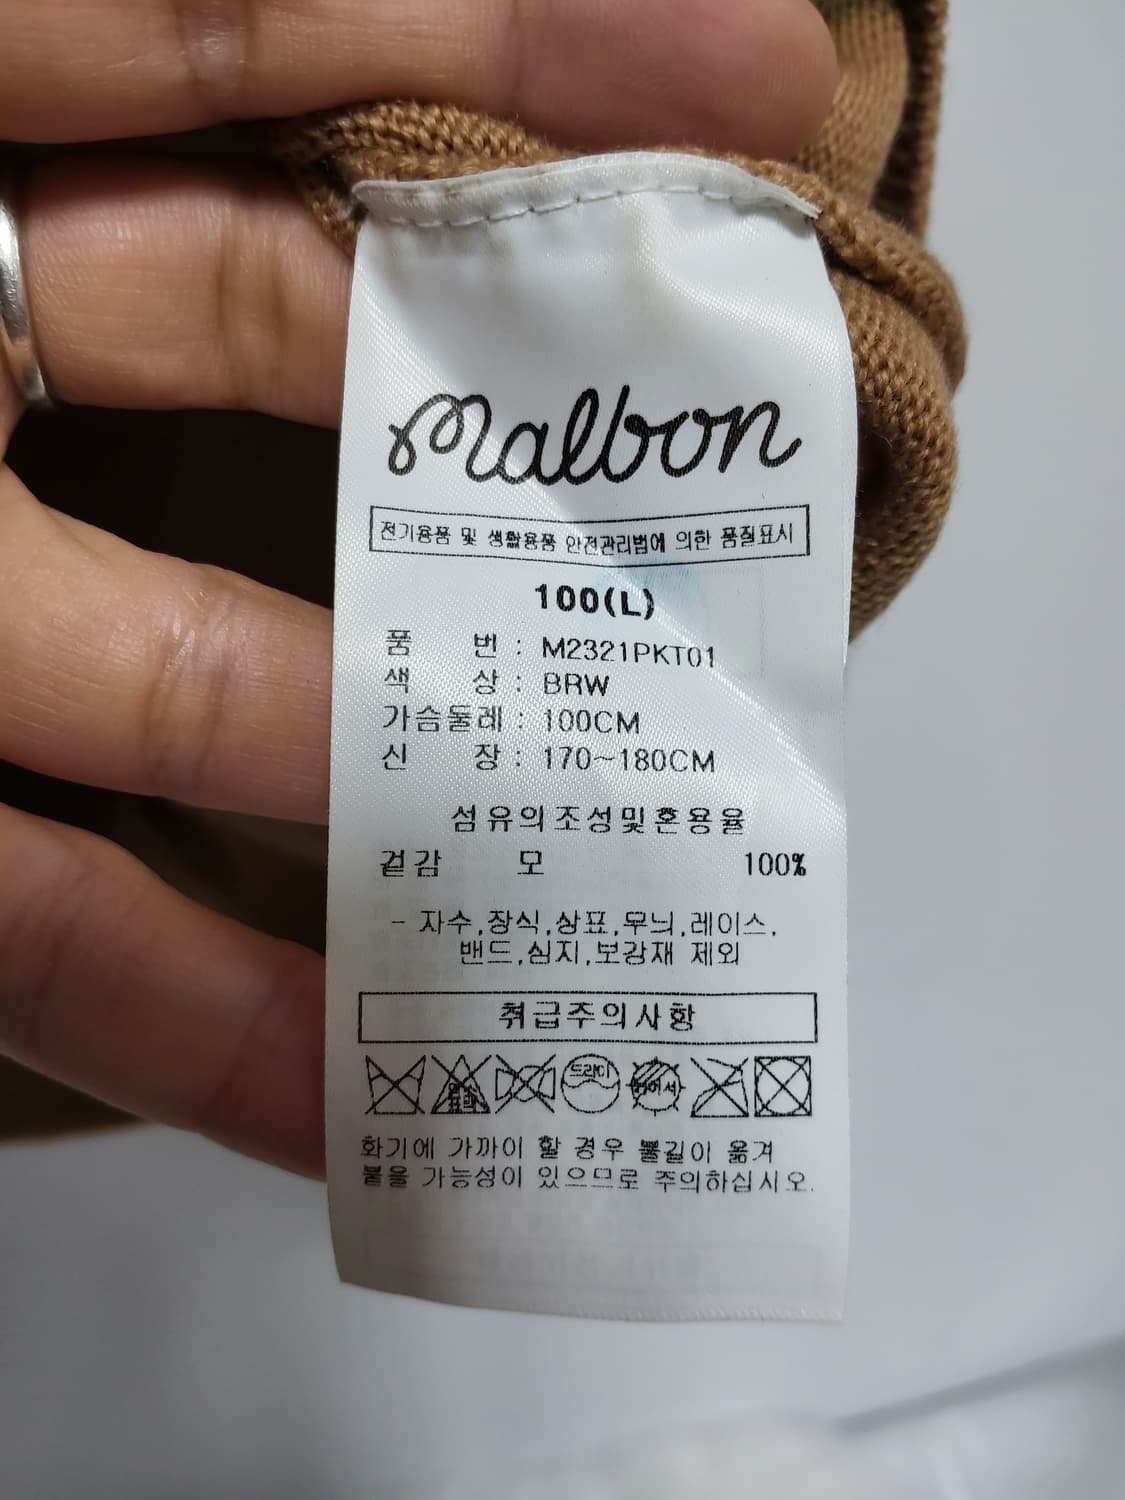 malbon
전기용품 및 생활용품 안전관리법에 의한 품질표시
100(L)
품 번 : M2321PKT01
색 상 : BRW
가슴둘레 : 100CM
신 장 : 170~180CM
섬유의조성및혼용율
겉감 모 100%
- 자수,장식,상표,무늬,레이스,
밴드,심지,보강재 제외
취급주의사항
드라이
화기에 가까이 할 경우 불길이 옮겨
붙을 가능성이 있으므로 주의하십시오.